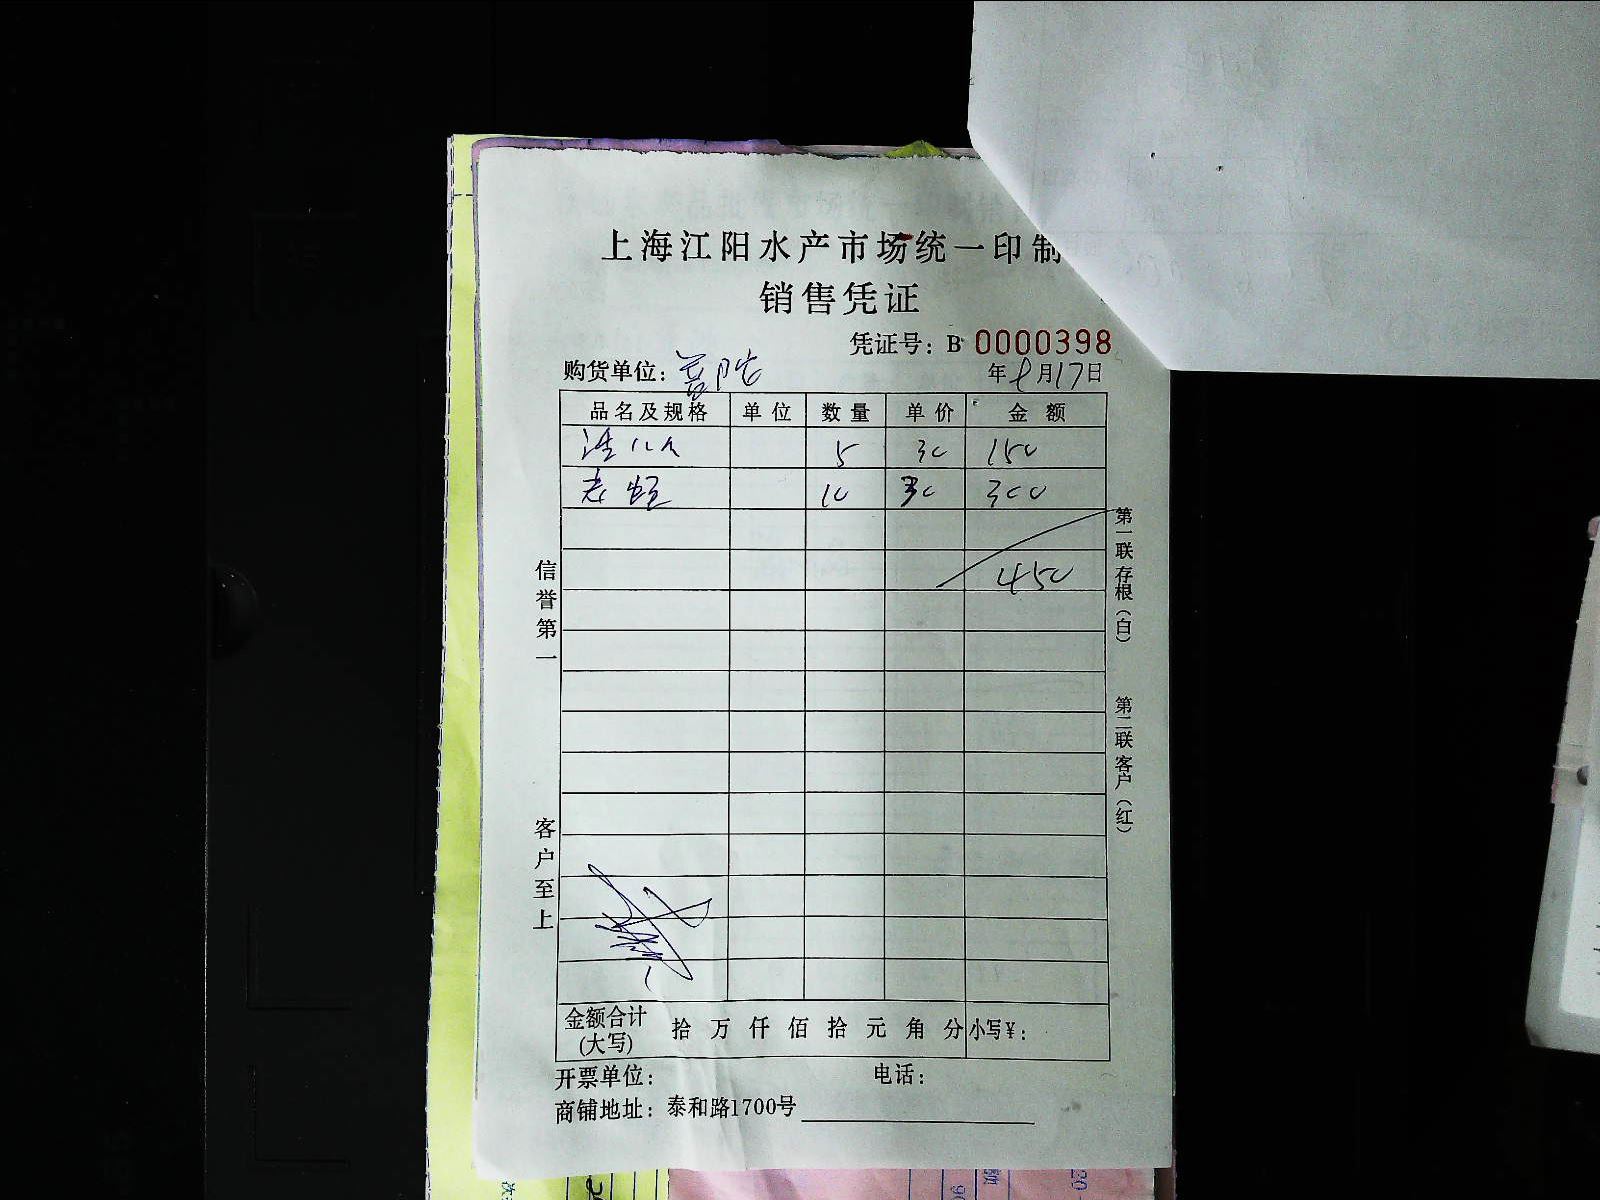 上海江阳水产市场统一印制
销售凭证
凭证号：B 0000398
购货单位：
年 月17日
品名及规格 单位 数量 单价 金额
5 30 150
10 30 300
450
信誉第一
客户至上
第一联存根（白）
第二联客户（红）
金额合计(大写) 拾 万 仟 佰 拾 元 角 分 小写¥：
开票单位： 电话：
商铺地址：泰和路1700号